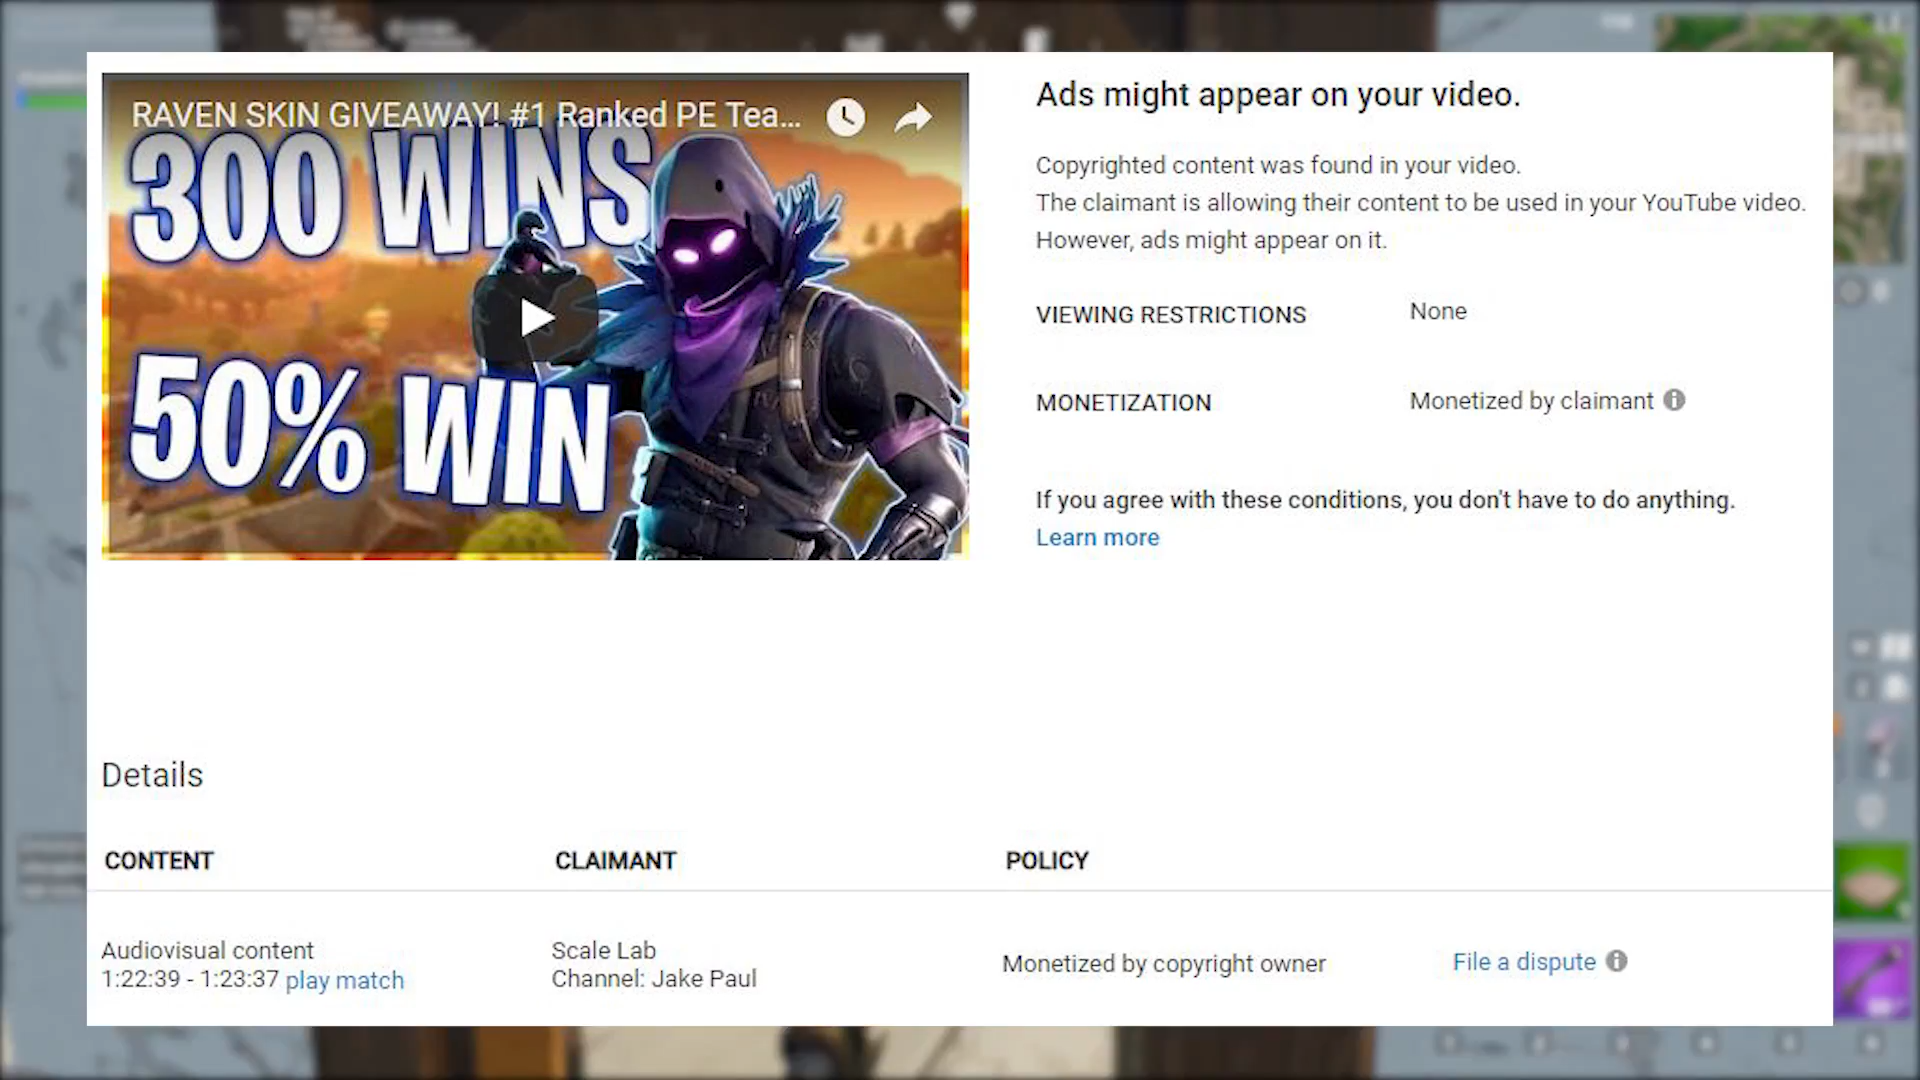 RAVEN SKIN GIVEAWAY! #1 Ranked PE Tea...
300 WINS
50% WIN
Ads might appear on your video.
Copyrighted content was found in your video.
The claimant is allowing their content to be used in your YouTube video.
However, ads might appear on it.
VIEWING RESTRICTIONS None
MONETIZATION Monetized by claimant
If you agree with these conditions, you don't have to do anything.
Learn more
Details
CONTENT CLAIMANT POLICY
Audiovisual content
1:22:39 - 1:23:37 play match
Scale Lab
Channel: Jake Paul
Monetized by copyright owner
File a dispute